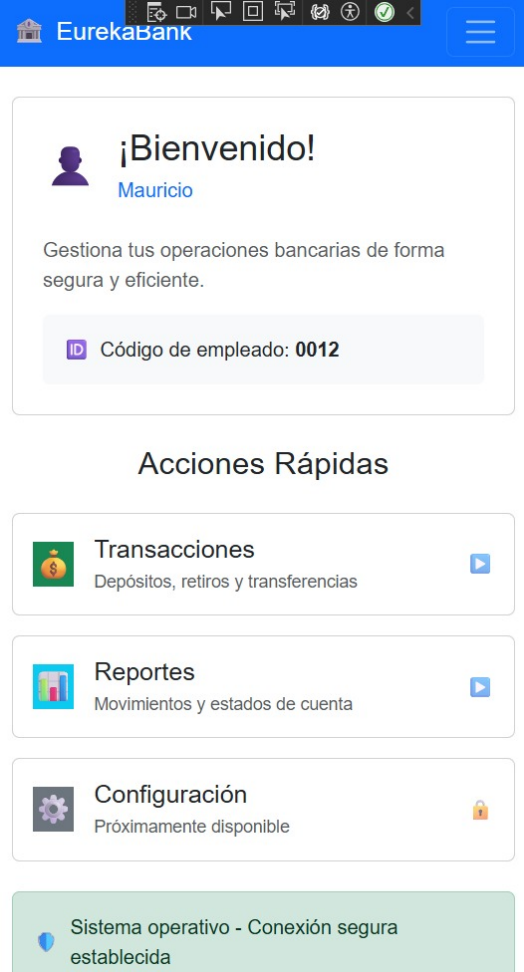 EurekaBank
¡Bienvenido!
Mauricio
Gestiona tus operaciones bancarias de forma
segura y eficiente.
ID Código de empleado: 0012
Acciones Rápidas
Transacciones
Depósitos, retiros y transferencias
Reportes
Movimientos y estados de cuenta
Configuración
Próximamente disponible
Sistema operativo - Conexión segura
establecida